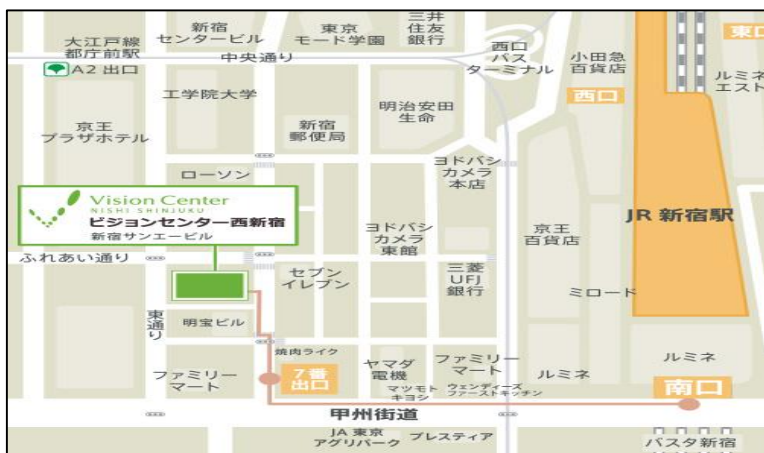 大江戸線
都庁前駅
A2 出口
新宿
センタービル
東京
モード学園
三井
住友
銀行
西口
バス
ターミナル
小田急
百貨店
東口
中央通り
西口
ルミネ
エスト
工学院大学
京王
プラザホテル
新宿
郵便局
明治安田
生命
ローソン
ヨドバシ
カメラ
本店
Vision Center
NISHI SHINJUKU
ビジョンセンター西新宿
新宿サンエービル
ヨドバシ
カメラ
東館
京王
百貨店
JR 新宿駅
ふれあい通り
セブン
イレブン
三菱
UFJ
銀行
ミロード
東通り
明宝ビル
焼肉ライク
ファミリー
マート
7番
出口
ヤマダ
電機
マツモト
キヨシ
ファミリー
マート
ウェンディーズ
ファーストキッチン
ルミネ
ルミネ
南口
甲州街道
JA 東京
アグリパーク
プレスティア
バスタ新宿